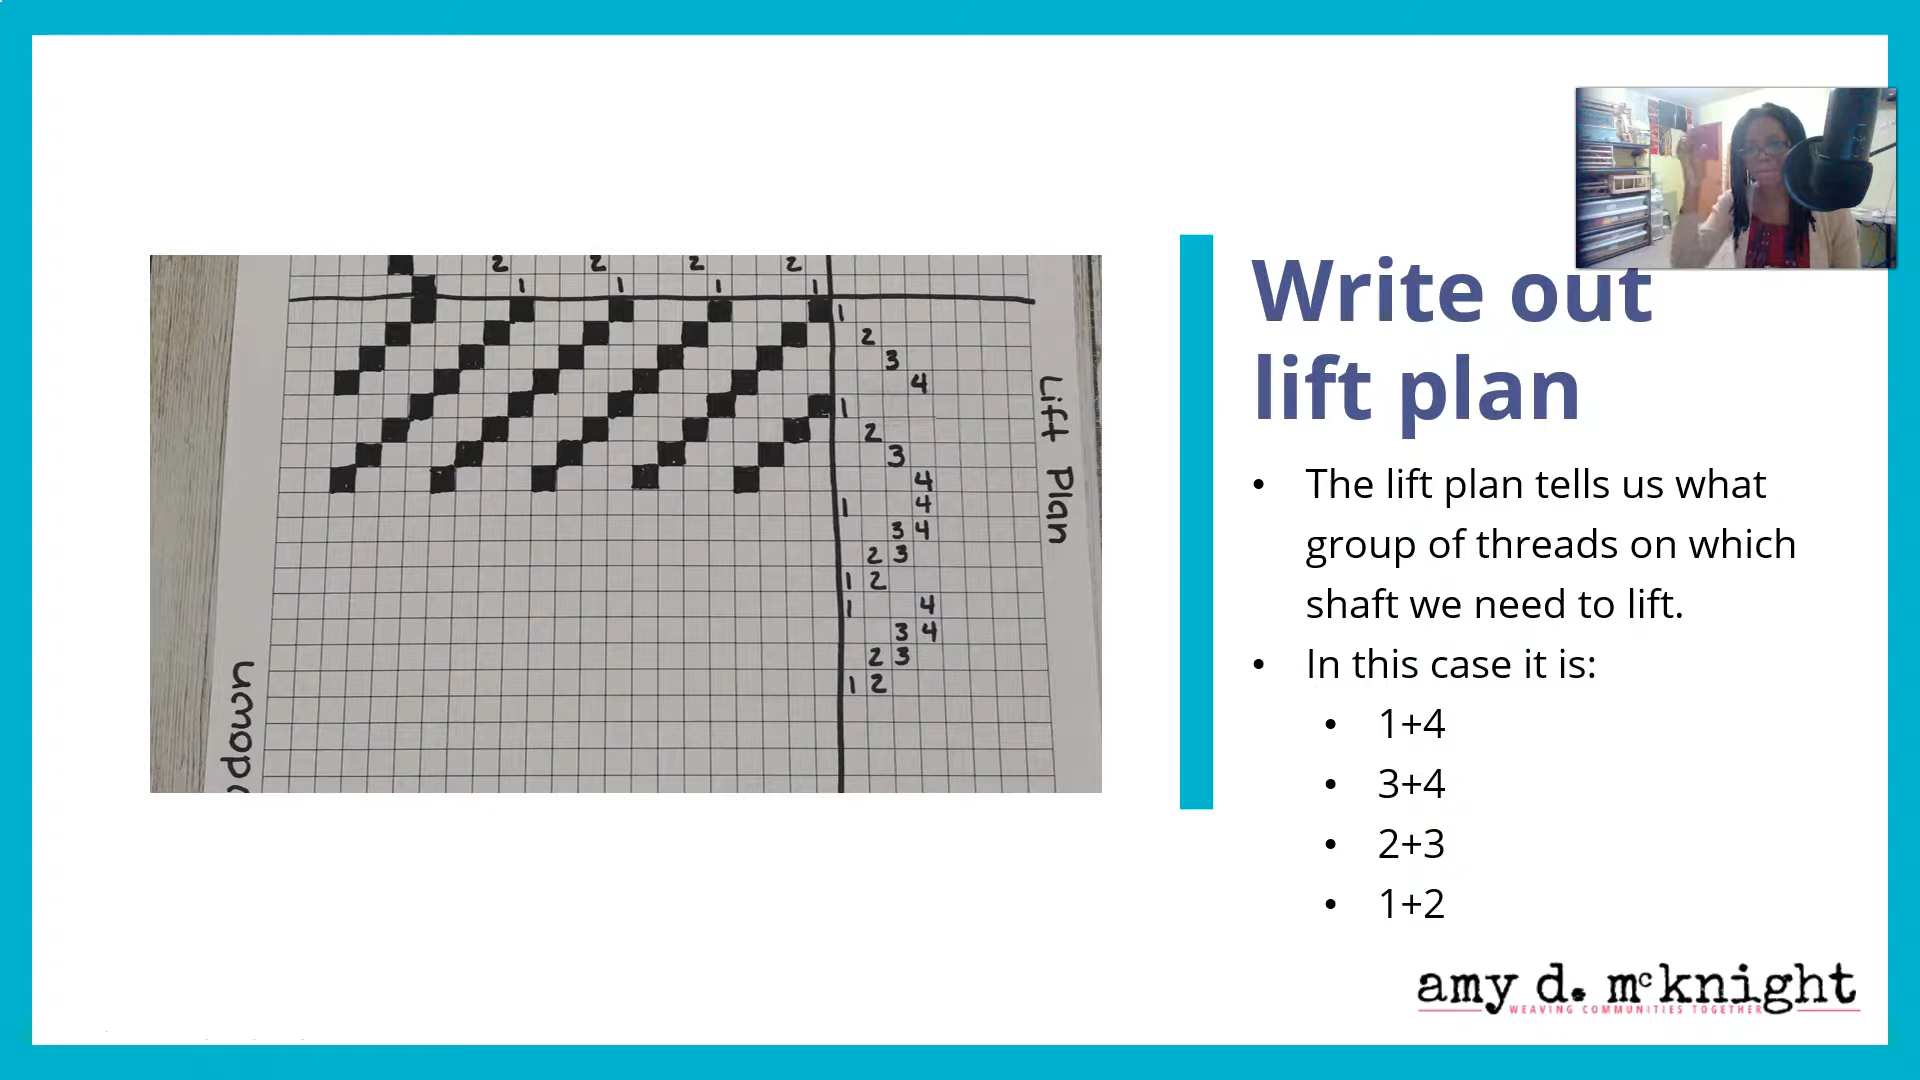 2 2 2 2
1 1 1 1
1
2
3
4
1
2
3
4
1 4
3 4
2 3
1 2
1 4
3 4
2 3
1 2
Lift Plan
down
Write out
lift plan
• The lift plan tells us what
group of threads on which
shaft we need to lift.
• In this case it is:
• 1+4
• 3+4
• 2+3
• 1+2
amy d. mcknight
WEAVING COMMUNITIES TOGETHER